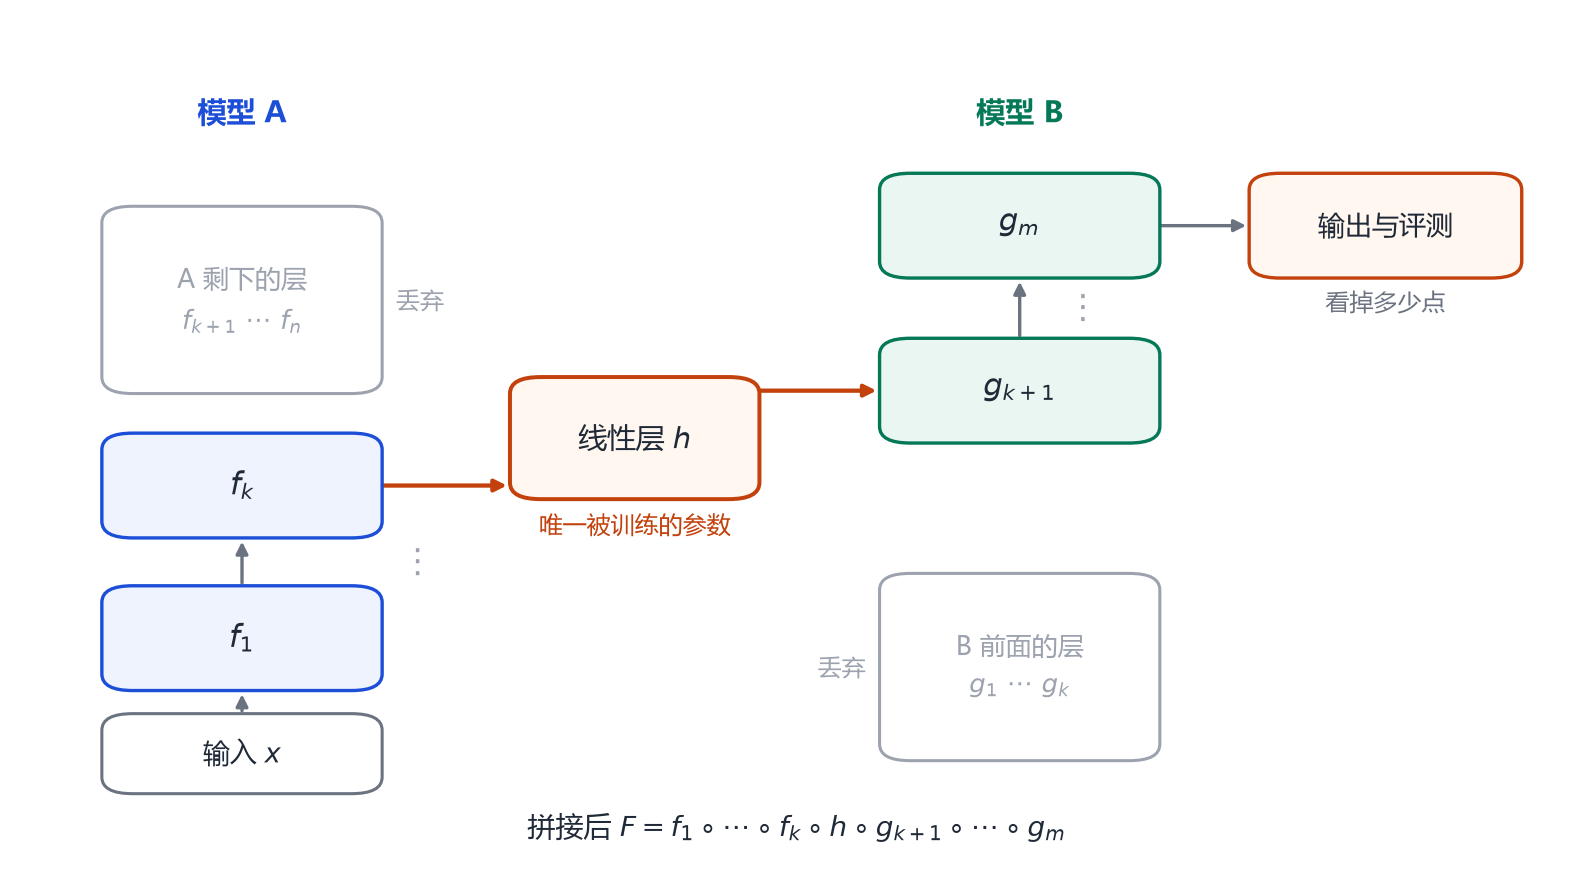 模型 A
模型 B
A 剩下的层
f_{k+1} ⋯ f_n
丢弃
f_k
⋮
f_1
输入 x
线性层 h
唯一被训练的参数
g_m
⋮
g_{k+1}
输出与评测
看掉多少点
丢弃
B 前面的层
g_1 ⋯ g_k
拼接后 F = f_1 ∘ ⋯ ∘ f_k ∘ h ∘ g_{k+1} ∘ ⋯ ∘ g_m